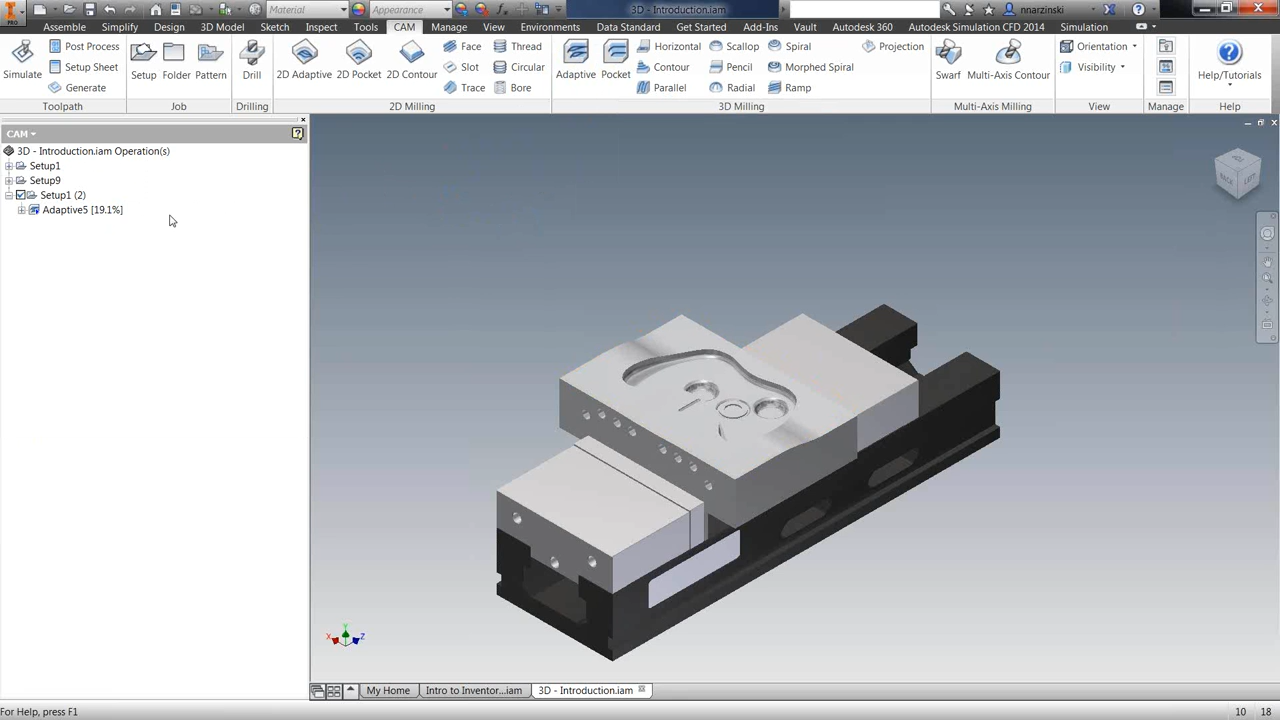 PRO
Material
Appearance
3D - Introduction.iam
nnarzinski
Assemble Simplify Design 3D Model Sketch Inspect Tools CAM Manage View Environments Data Standard Get Started Add-Ins Vault Autodesk 360 Autodesk Simulation CFD 2014 Simulation
Simulate
Post Process
Setup Sheet
Generate
Toolpath
Setup
Folder
Pattern
Job
Drill
Drilling
2D Adaptive
2D Pocket
2D Contour
Face
Slot
Trace
Thread
Circular
Bore
2D Milling
Adaptive
Pocket
Horizontal
Contour
Parallel
Scallop
Pencil
Radial
Spiral
Morphed Spiral
Ramp
Projection
3D Milling
Swarf
Multi-Axis Contour
Multi-Axis Milling
Orientation
Visibility
View
Manage
Help/Tutorials
Help
CAM
3D - Introduction.iam Operation(s)
Setup1
Setup9
Setup1 (2)
Adaptive5 [19.1%]
BACK
LEFT
X
Y
Z
My Home
Intro to Inventor...iam
3D - Introduction.iam
For Help, press F1
10
18